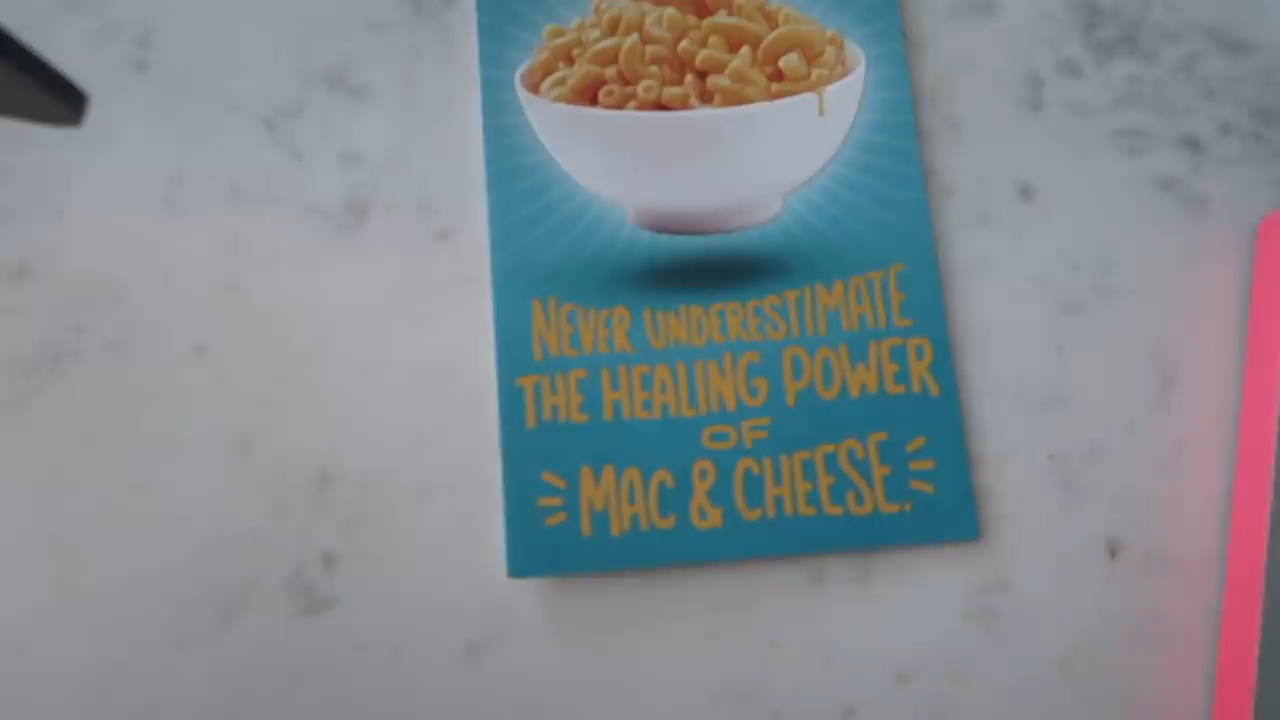 NEVER UNDERESTIMATE
THE HEALING POWER
OF
MAC & CHEESE.